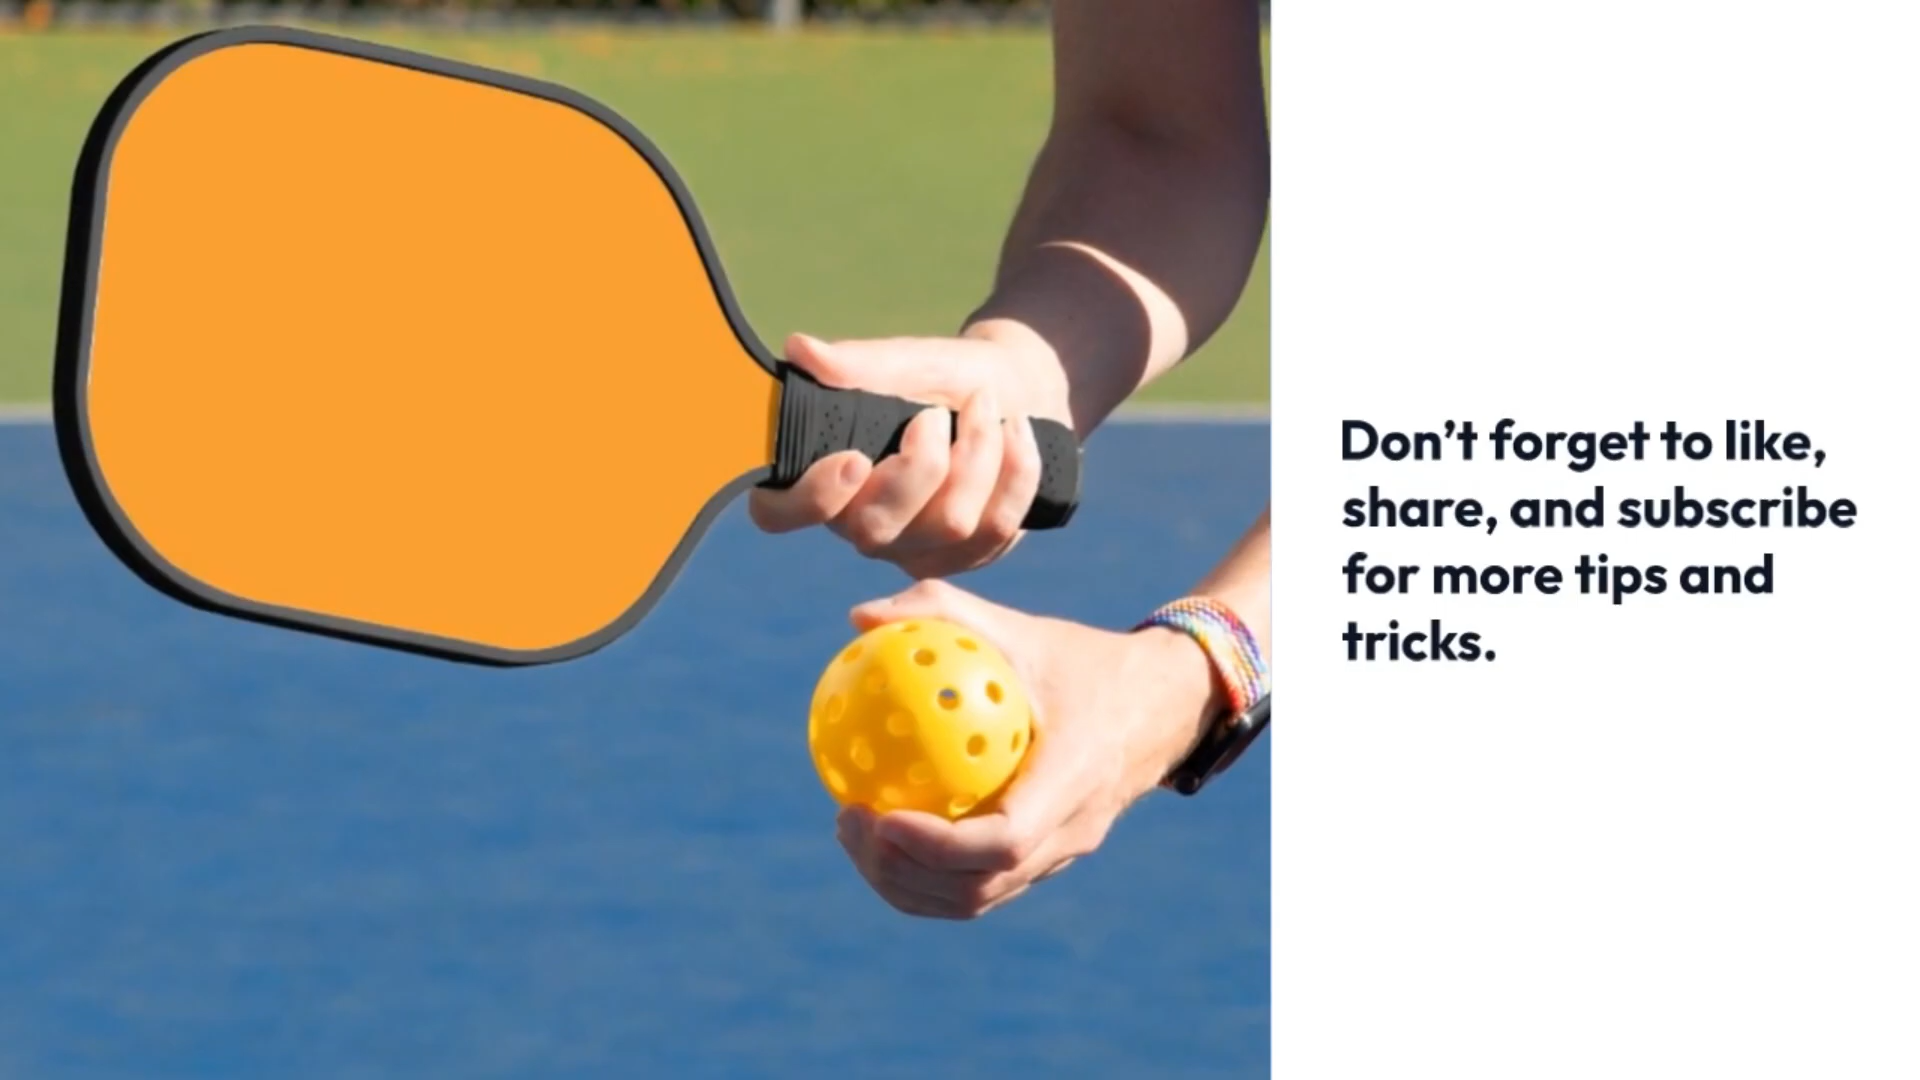 Don’t forget to like,
share, and subscribe
for more tips and
tricks.